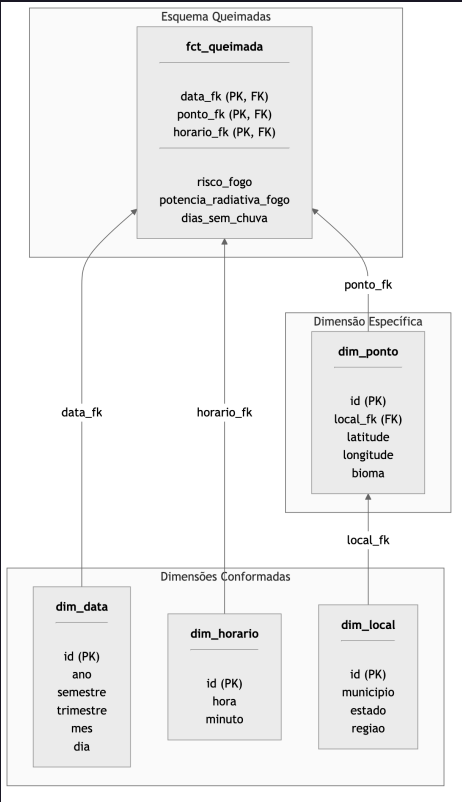 Esquema Queimadas
fct_queimada
data_fk (PK, FK)
ponto_fk (PK, FK)
horario_fk (PK, FK)
risco_fogo
potencia_radiativa_fogo
dias_sem_chuva
ponto_fk
Dimensão Específica
dim_ponto
id (PK)
local_fk (FK)
latitude
longitude
bioma
data_fk
horario_fk
local_fk
Dimensões Conformadas
dim_data
id (PK)
ano
semestre
trimestre
mes
dia
dim_horario
id (PK)
hora
minuto
dim_local
id (PK)
municipio
estado
regiao